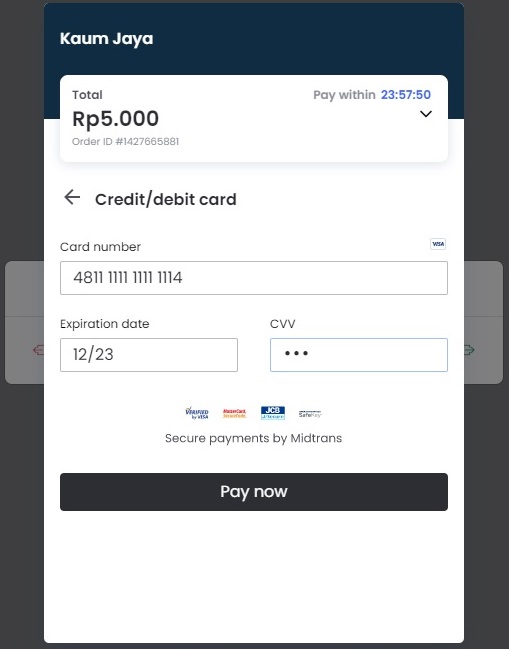 Kaum Jaya
Total
Pay within 23:57:50
Rp5.000
Order ID #1427665881
Credit/debit card
Card number
VISA
4811 1111 1111 1114
Expiration date
CVV
12/23
•••
VERIFIED by VISA
MasterCard. SecureCode.
JCB J/Secure
SafeKey
Secure payments by Midtrans
Pay now